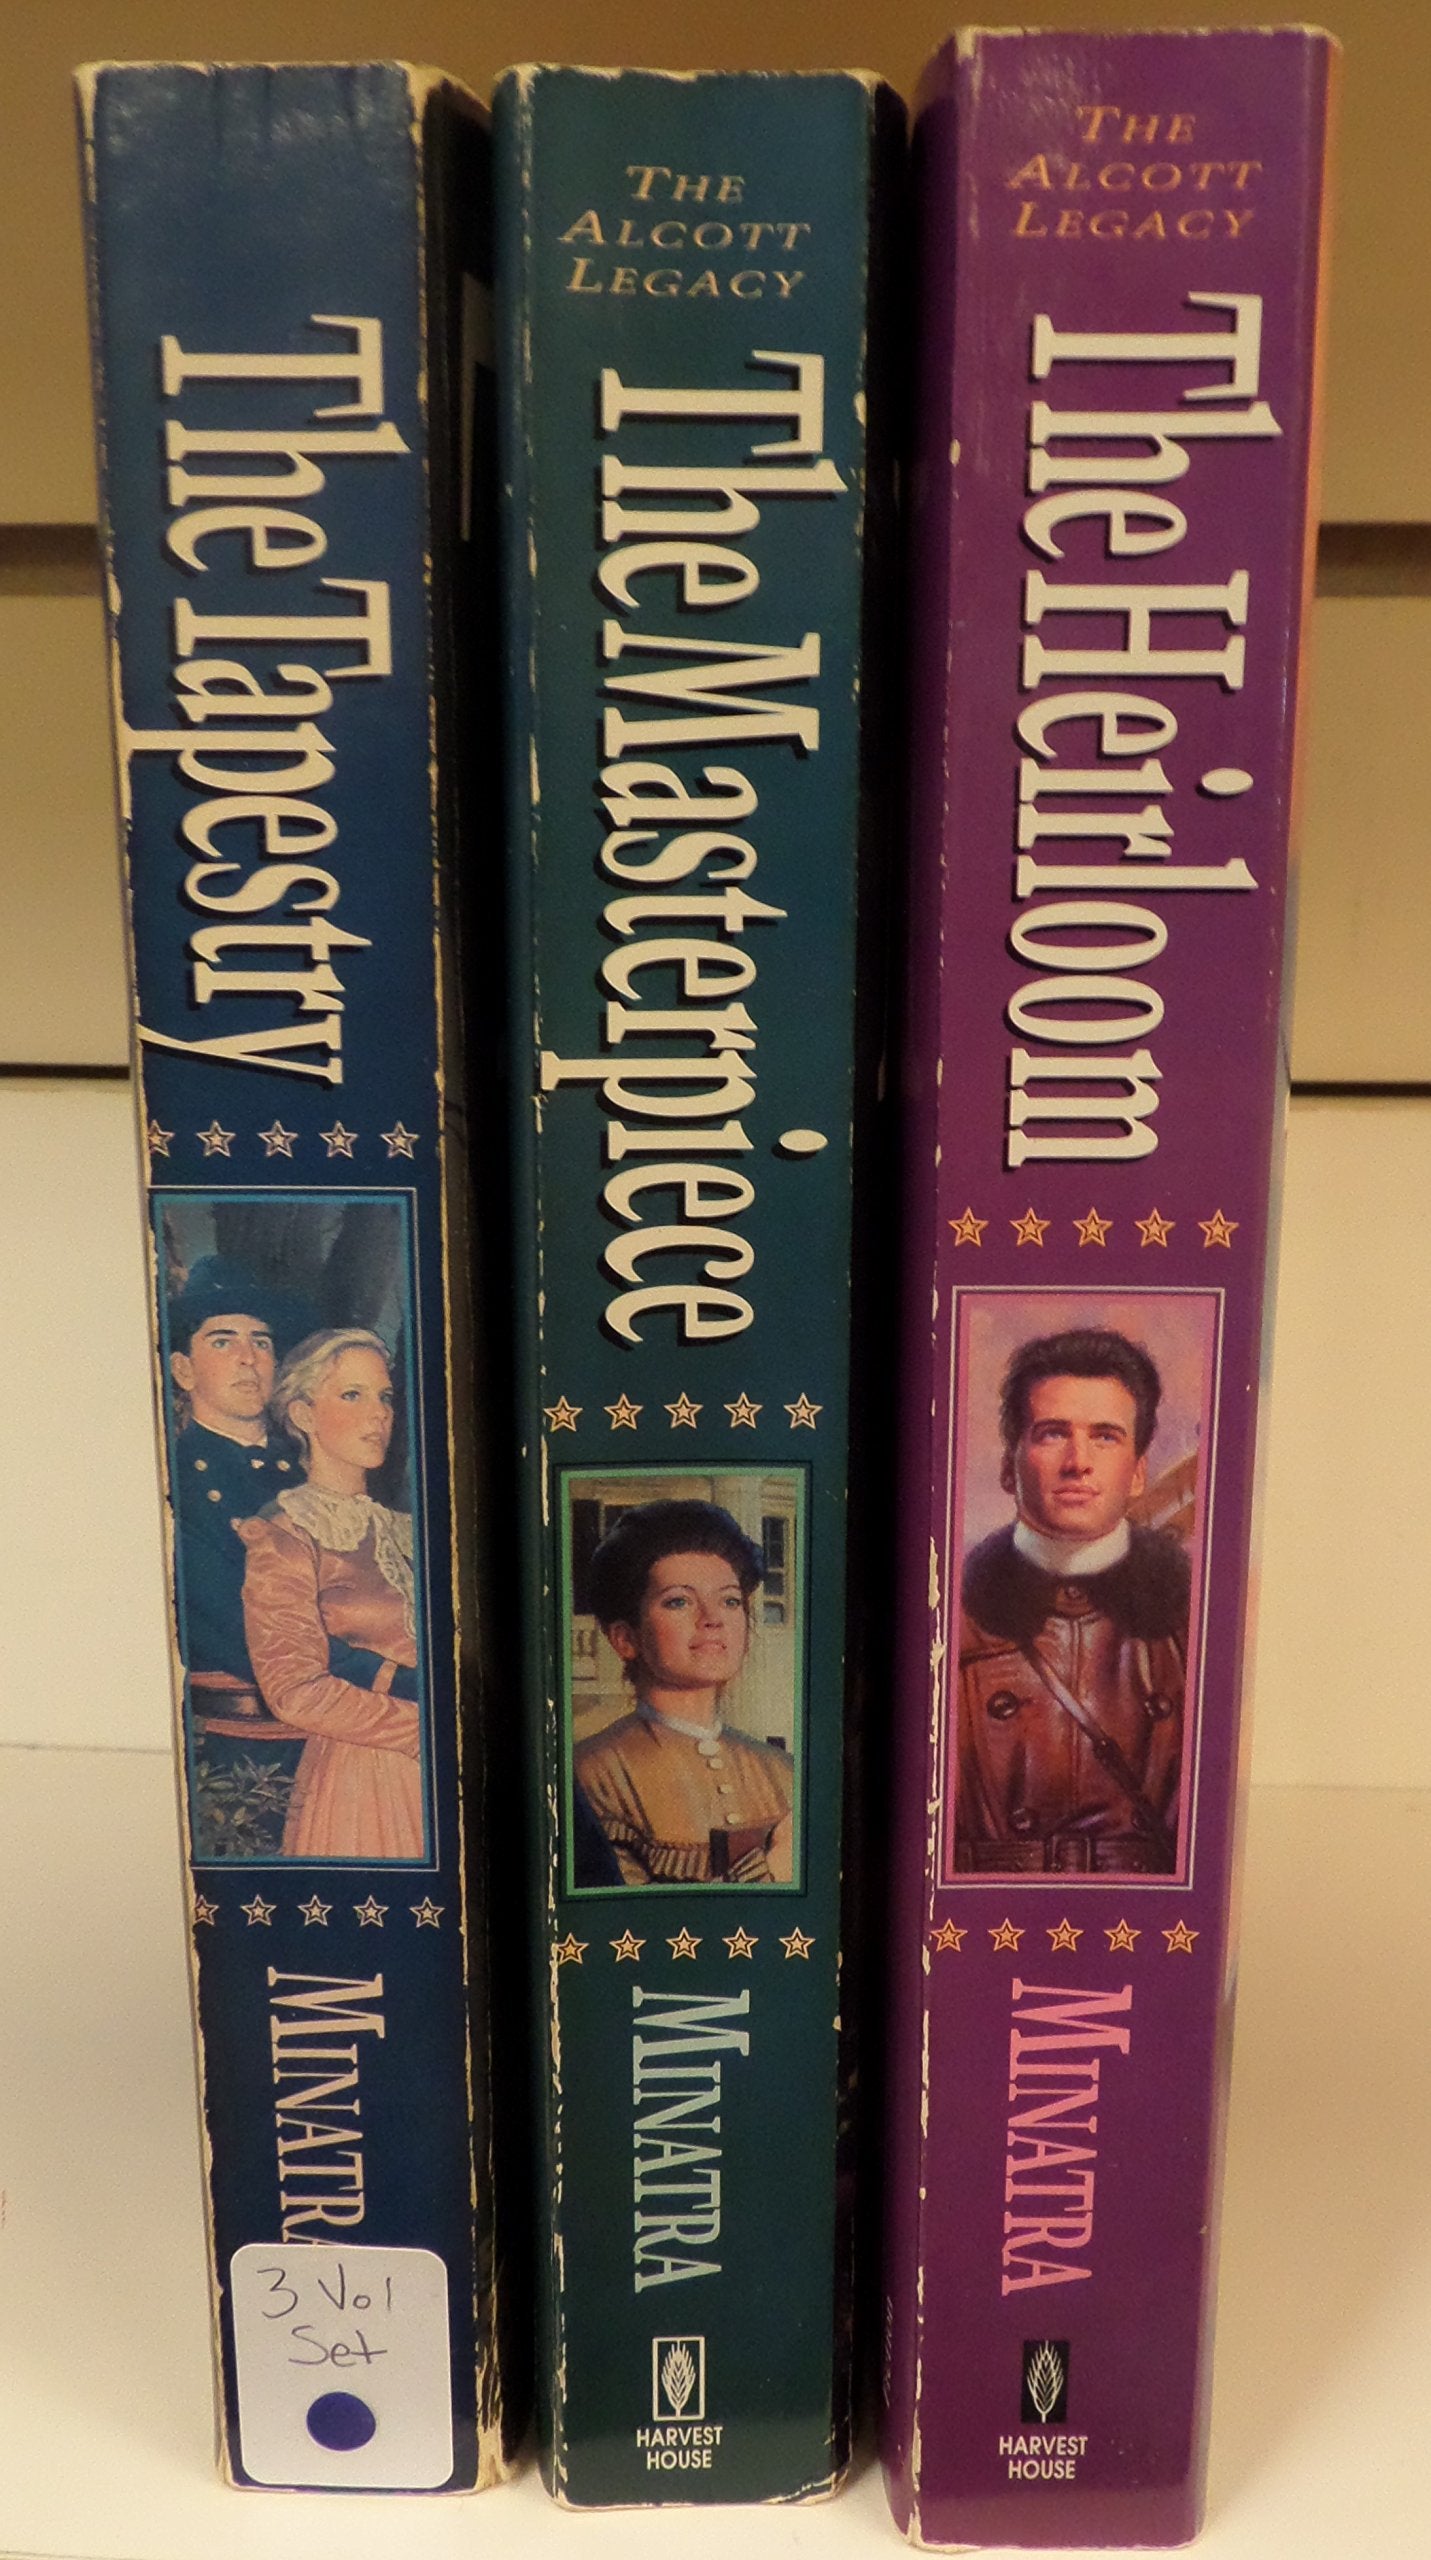 The Tapestry
MINATRA
3 Vol
Set
THE
ALCOTT
LEGACY
The Masterpiece
MINATRA
HARVEST
HOUSE
THE
ALCOTT
LEGACY
The Heirloom
MINATRA
HARVEST
HOUSE